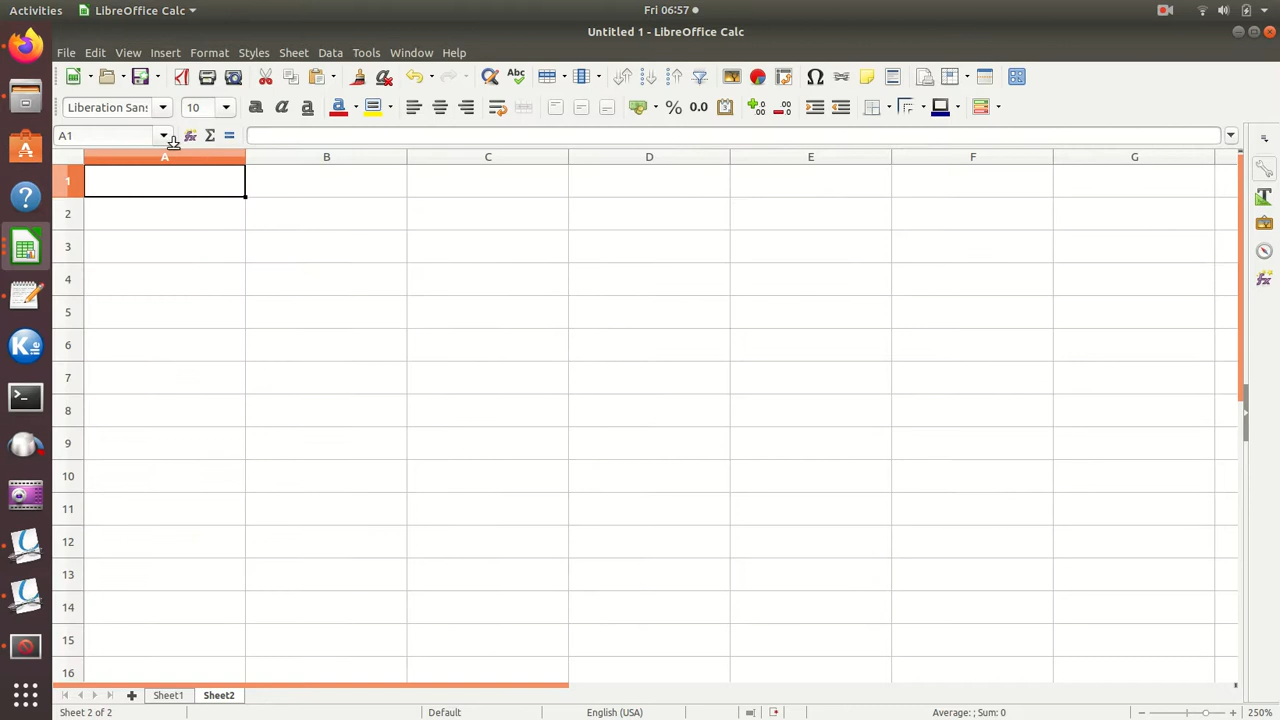 Activities LibreOffice Calc Fri 06:57
Untitled 1 - LibreOffice Calc
File Edit View Insert Format Styles Sheet Data Tools Window Help
Liberation Sans 10
A1
A B C D E F G
1
2
3
4
5
6
7
8
9
10
11
12
13
14
15
16
Sheet1 Sheet2
Sheet 2 of 2 Default English (USA) Average: ; Sum: 0 250%